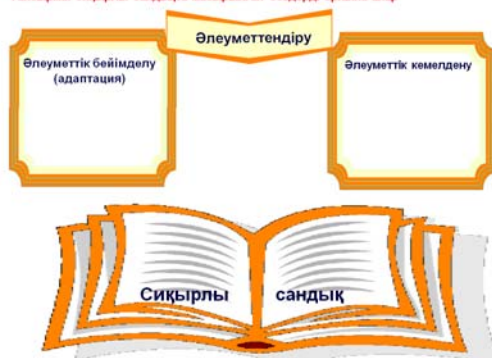 Әлеуметтендіру
Әлеуметтік бейімделу
(адаптация)
Әлеуметтік кемелдену
Сиқырлы сандық